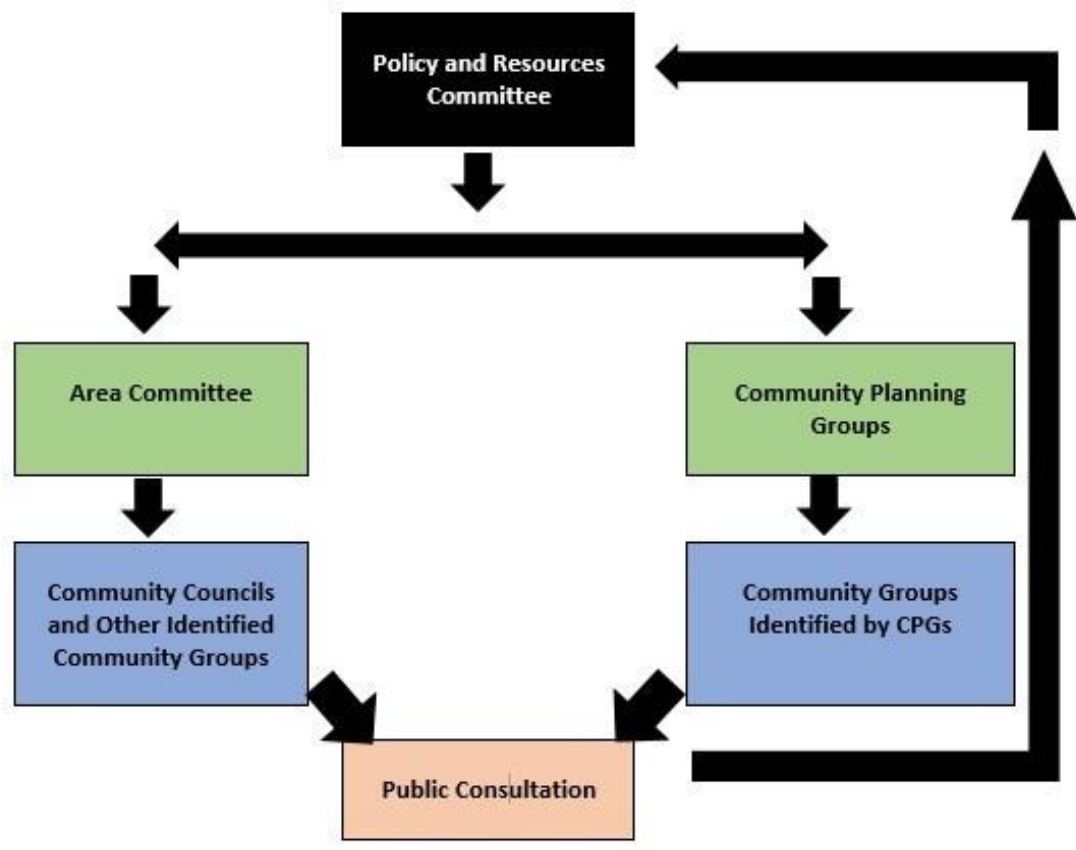 Policy and Resources
Committee
Area Committee
Community Planning
Groups
Community Councils
and Other Identified
Community Groups
Community Groups
Identified by CPGs
Public Consultation